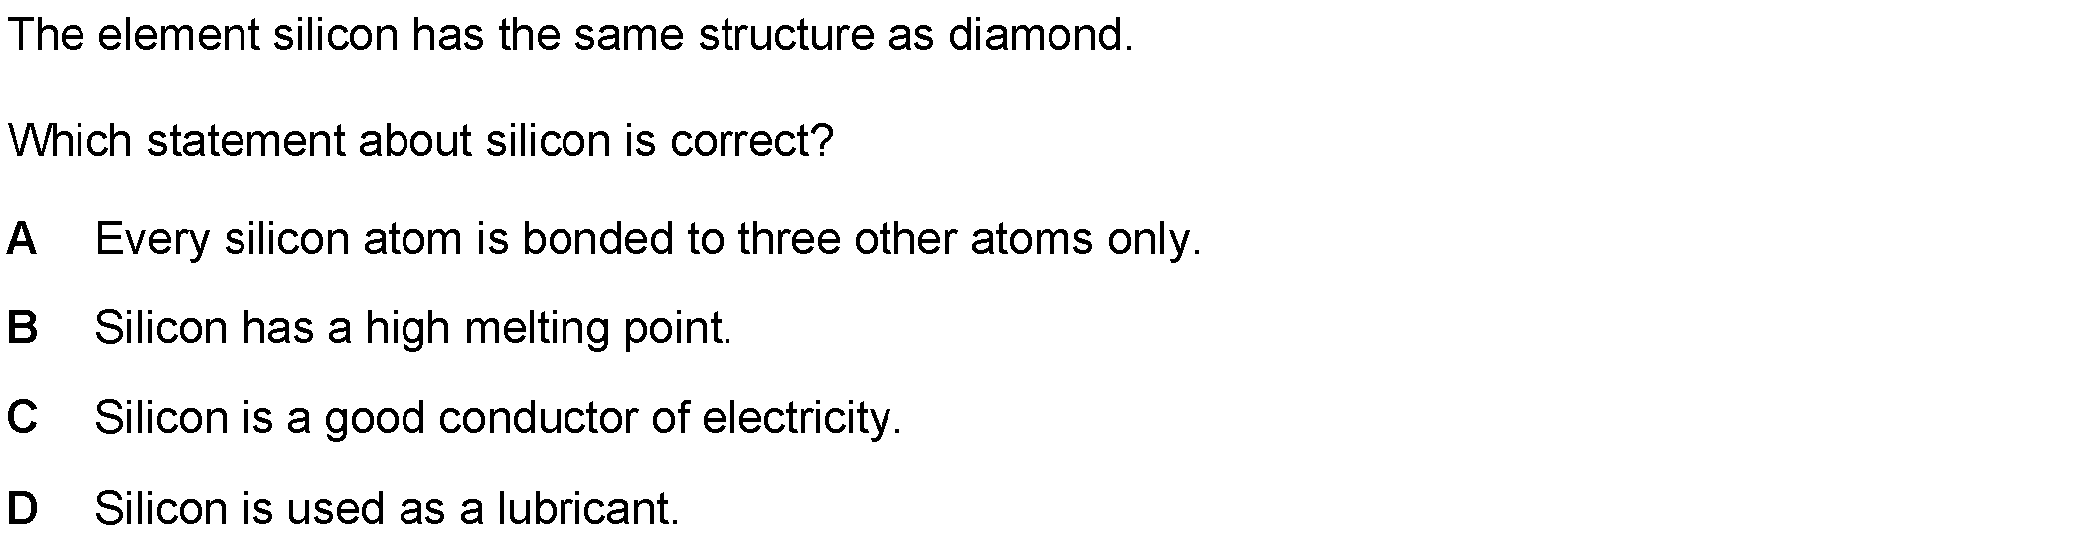 The element silicon has the same structure as diamond.
Which statement about silicon is correct?
A Every silicon atom is bonded to three other atoms only.
B Silicon has a high melting point.
C Silicon is a good conductor of electricity.
D Silicon is used as a lubricant.